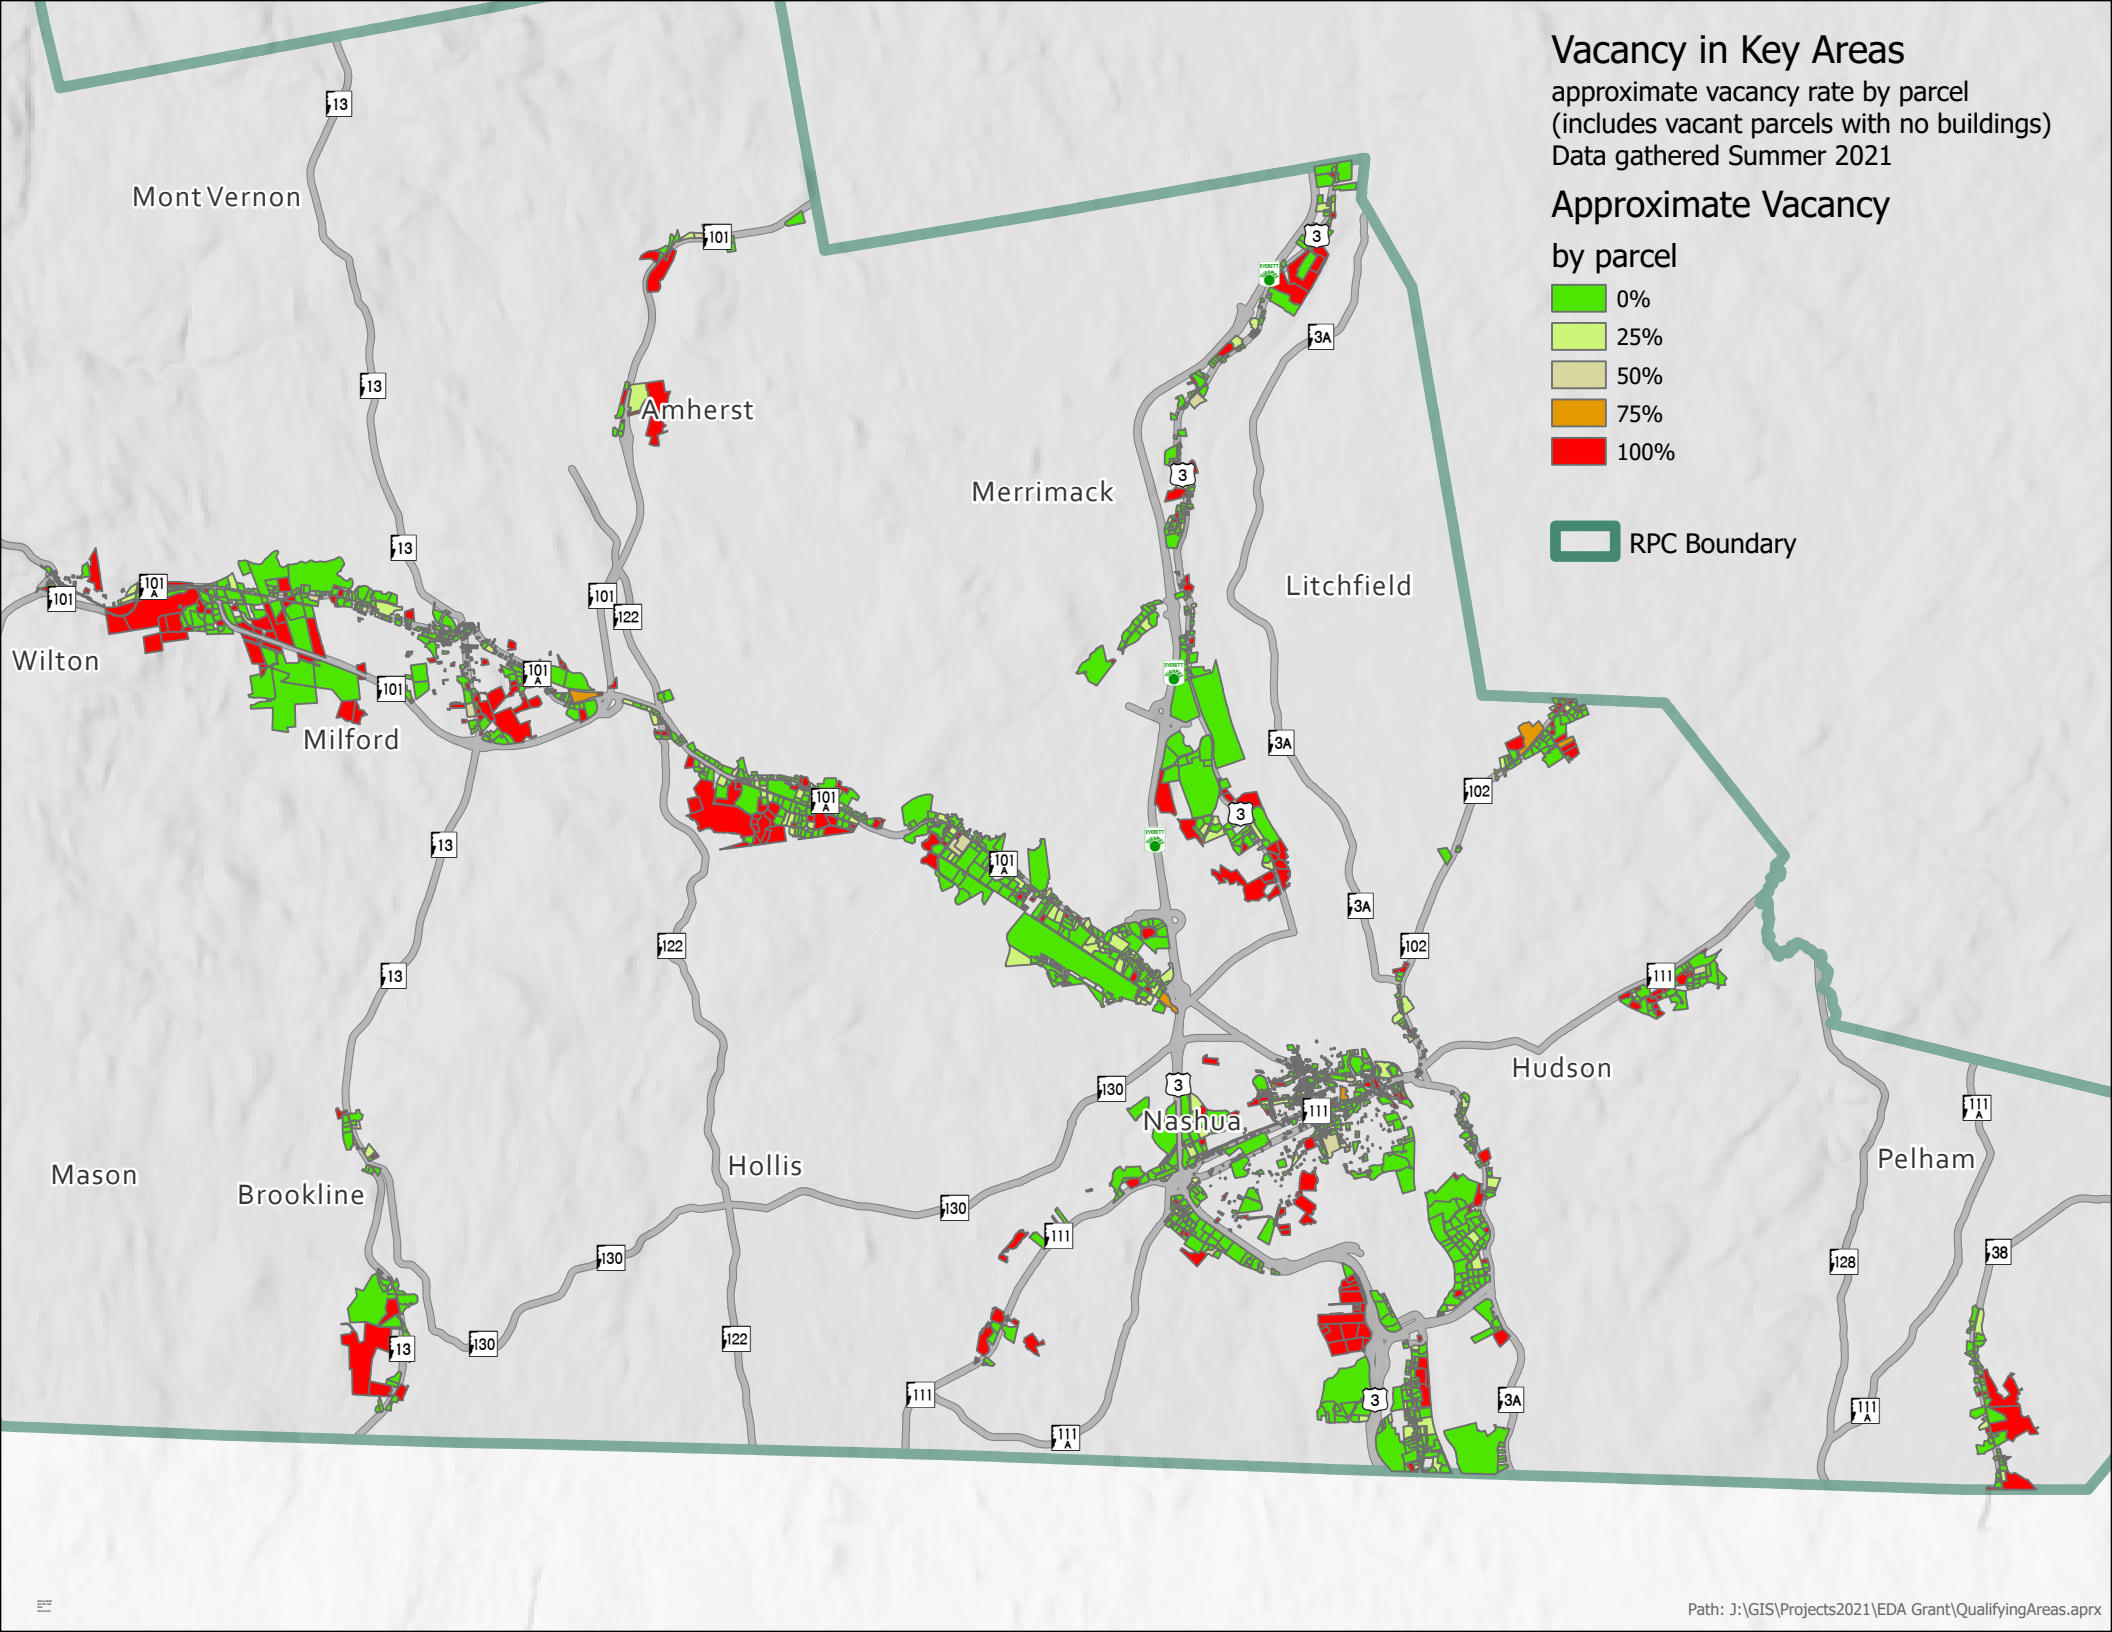 Vacancy in Key Areas
approximate vacancy rate by parcel
(includes vacant parcels with no buildings)
Data gathered Summer 2021
Approximate Vacancy
by parcel
0%
25%
50%
75%
100%
RPC Boundary
13
Mont Vernon
101
3
EVERETT
3A
13
Amherst
3
Merrimack
13
101 A
101
101
122
Litchfield
Wilton
101 A
101
EVERETT
Milford
3A
102
101 A
3
13
EVERETT
101 A
3A
122
102
13
111
Hudson
130
3
111
111 A
Nashua
Pelham
Hollis
Mason
Brookline
130
111
38
130
128
122
130
13
111
3
3A
111 A
111 A
Path: J:\GIS\Projects2021\EDA Grant\QualifyingAreas.aprx